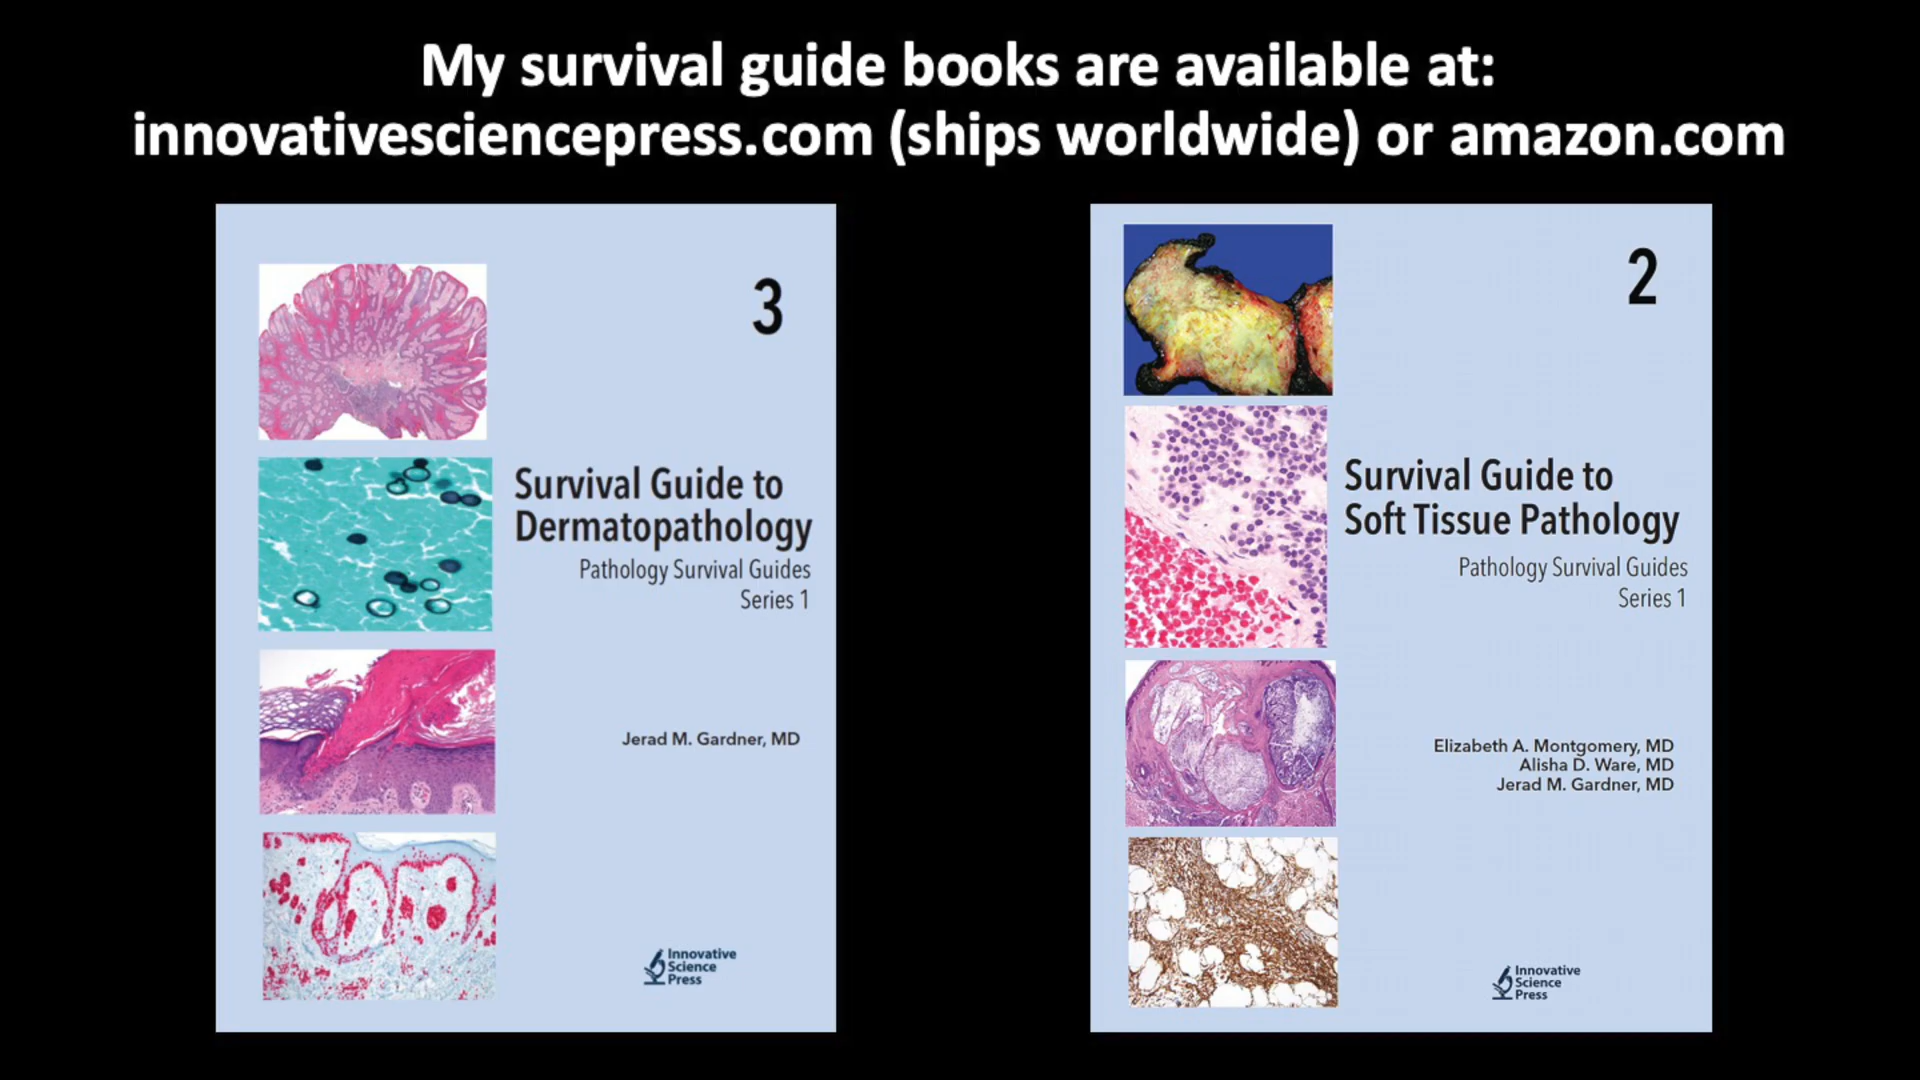 My survival guide books are available at:
innovativesciencepress.com (ships worldwide) or amazon.com
3
Survival Guide to
Dermatopathology
Pathology Survival Guides
Series 1
Jerad M. Gardner, MD
Innovative
Science
Press
2
Survival Guide to
Soft Tissue Pathology
Pathology Survival Guides
Series 1
Elizabeth A. Montgomery, MD
Alisha D. Ware, MD
Jerad M. Gardner, MD
Innovative
Science
Press